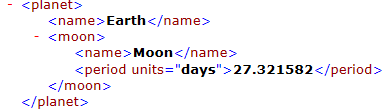 - <planet>
<name>Earth</name>
- <moon>
<name>Moon</name>
<period units="days">27.321582</period>
</moon>
</planet>